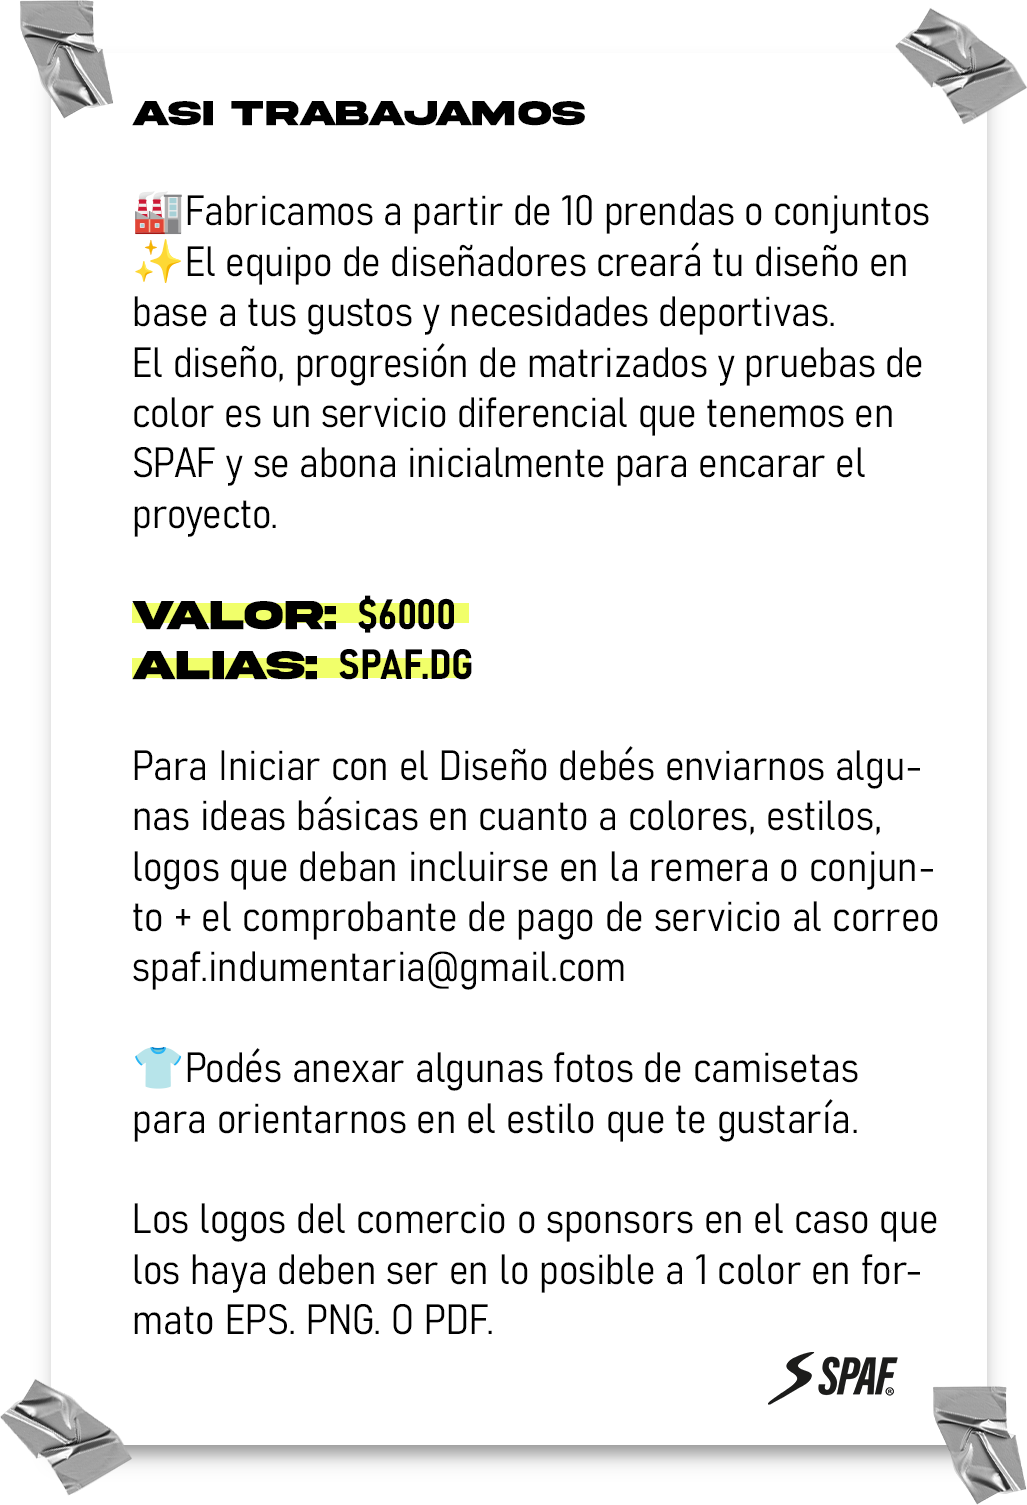 ASI TRABAJAMOS
🏭Fabricamos a partir de 10 prendas o conjuntos
✨El equipo de diseñadores creará tu diseño en
base a tus gustos y necesidades deportivas.
El diseño, progresión de matrizados y pruebas de
color es un servicio diferencial que tenemos en
SPAF y se abona inicialmente para encarar el
proyecto.
VALOR: $6000
ALIAS: SPAF.DG
Para Iniciar con el Diseño debés enviarnos algu-
nas ideas básicas en cuanto a colores, estilos,
logos que deban incluirse en la remera o conjun-
to + el comprobante de pago de servicio al correo
spaf.indumentaria@gmail.com
👕Podés anexar algunas fotos de camisetas
para orientarnos en el estilo que te gustaría.
Los logos del comercio o sponsors en el caso que
los haya deben ser en lo posible a 1 color en for-
mato EPS. PNG. O PDF.
SPAF®